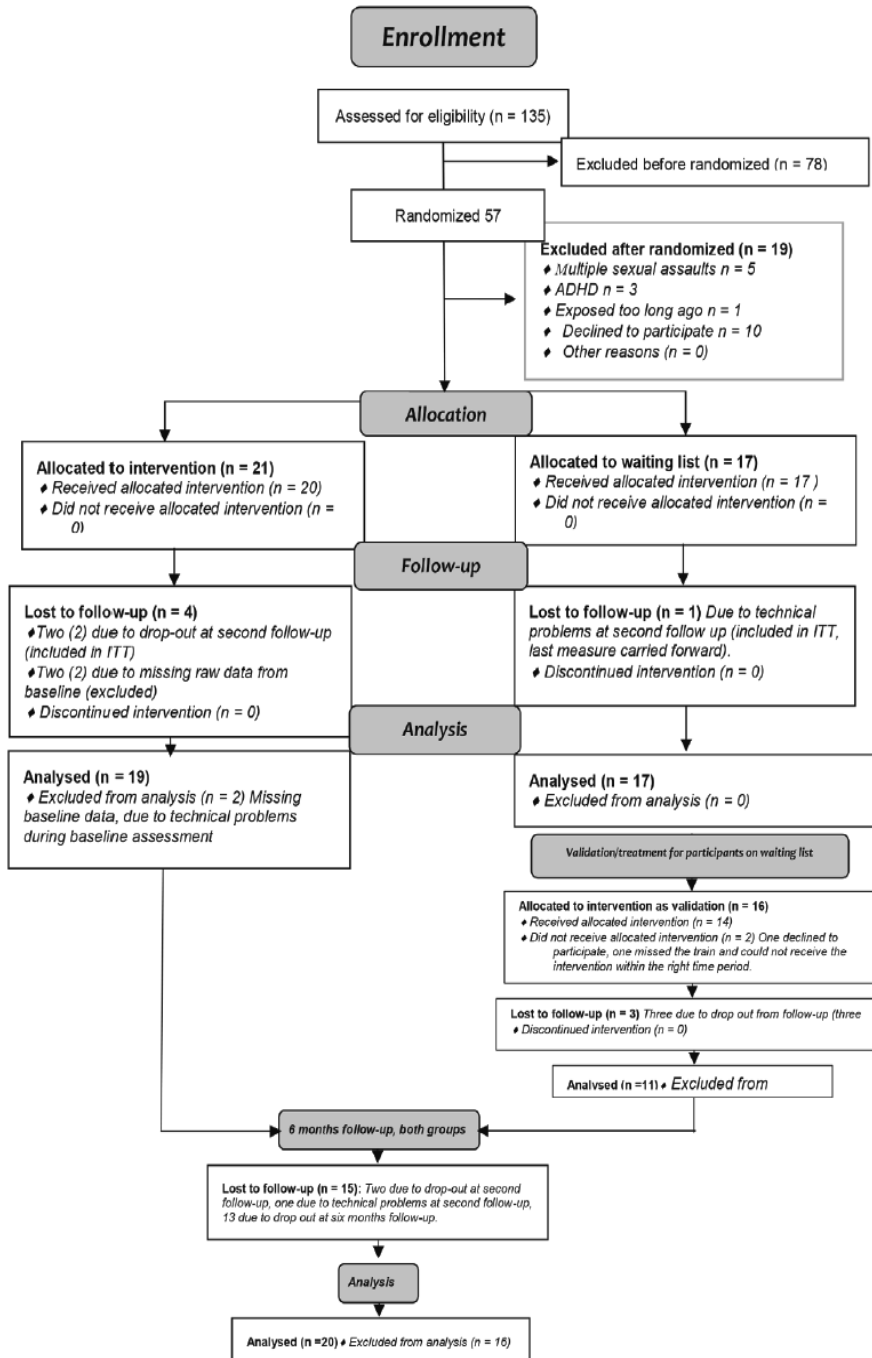 Enrollment
Assessed for eligibility (n = 135)
Excluded before randomized (n = 78)
Randomized 57
Excluded after randomized (n = 19)
♦ Multiple sexual assaults n = 5
♦ ADHD n = 3
♦ Exposed too long ago n = 1
♦ Declined to participate n = 10
♦ Other reasons (n = 0)
Allocation
Allocated to intervention (n = 21)
♦ Received allocated intervention (n = 20)
♦ Did not receive allocated intervention (n =
0)
Allocated to waiting list (n = 17)
♦ Received allocated intervention (n = 17 )
♦ Did not receive allocated intervention (n =
0)
Follow-up
Lost to follow-up (n = 4)
♦Two (2) due to drop-out at second follow-up
(included in ITT)
♦Two (2) due to missing raw data from
baseline (excluded)
♦ Discontinued intervention (n = 0)
Lost to follow-up (n = 1) Due to technical
problems at second follow up (included in ITT,
last measure carried forward).
♦ Discontinued intervention (n = 0)
Analysis
Analysed (n = 19)
♦ Excluded from analysis (n = 2) Missing
baseline data, due to technical problems
during baseline assessment
Analysed (n = 17)
♦ Excluded from analysis (n = 0)
Validation/treatment for participants on waiting list
Allocated to intervention as validation (n = 16)
♦ Received allocated intervention (n = 14)
♦ Did not receive allocated intervention (n = 2) One declined to
participate, one missed the train and could not receive the
intervention within the right time period.
Lost to follow-up (n = 3) Three due to drop out from follow-up (three
♦ Discontinued intervention (n = 0)
Analysed (n =11) ♦ Excluded from
6 months follow-up, both groups
Lost to follow-up (n = 15): Two due to drop-out at second
follow-up, one due to technical problems at second follow-up,
13 due to drop out at six months follow-up.
Analysis
Analysed (n =20) ♦ Excluded from analysis (n = 16)